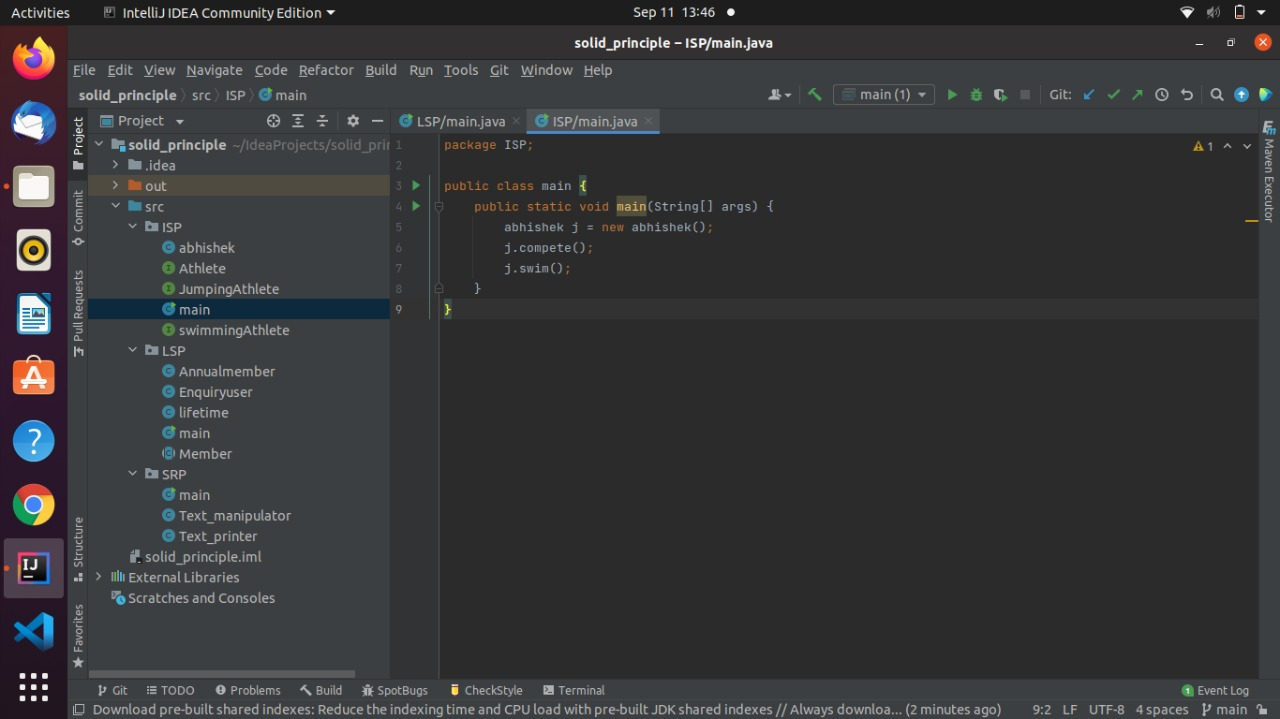 Activities IntelliJ IDEA Community Edition Sep 11 13:46
solid_principle – ISP/main.java
File Edit View Navigate Code Refactor Build Run Tools Git Window Help
solid_principle src ISP main main (1) Git:
Project LSP/main.java ISP/main.java
Project
Commit
Pull Requests
Structure
Favorites
solid_principle ~/IdeaProjects/solid_prin
.idea
out
src
ISP
abhishek
Athlete
JumpingAthlete
main
swimmingAthlete
LSP
Annualmember
Enquiryuser
lifetime
main
Member
SRP
main
Text_manipulator
Text_printer
solid_principle.iml
External Libraries
Scratches and Consoles
1 package ISP;
2
3 public class main {
4 public static void main(String[] args) {
5 abhishek j = new abhishek();
6 j.compete();
7 j.swim();
8 }
9 }
1
Maven Executor
Git TODO Problems Build SpotBugs CheckStyle Terminal 1 Event Log
Download pre-built shared indexes: Reduce the indexing time and CPU load with pre-built JDK shared indexes // Always downloa... (2 minutes ago) 9:2 LF UTF-8 4 spaces main